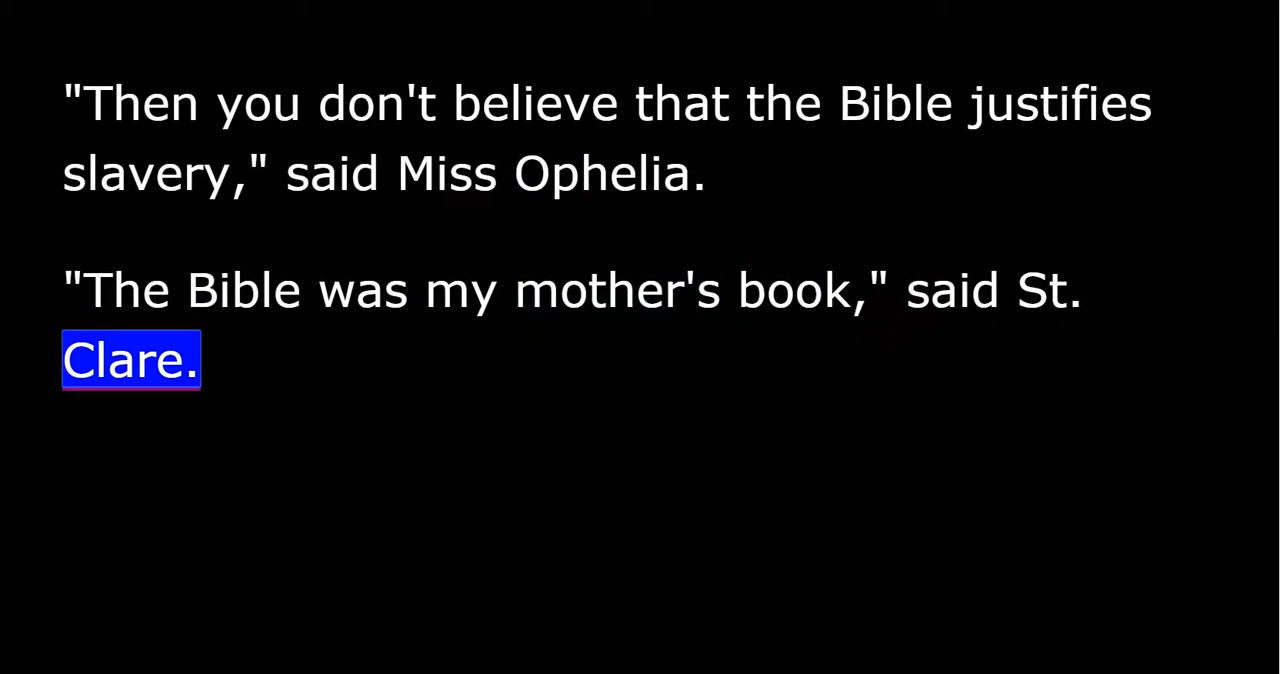 "Then you don't believe that the Bible justifies
slavery," said Miss Ophelia.
"The Bible was my mother's book," said St.
Clare.